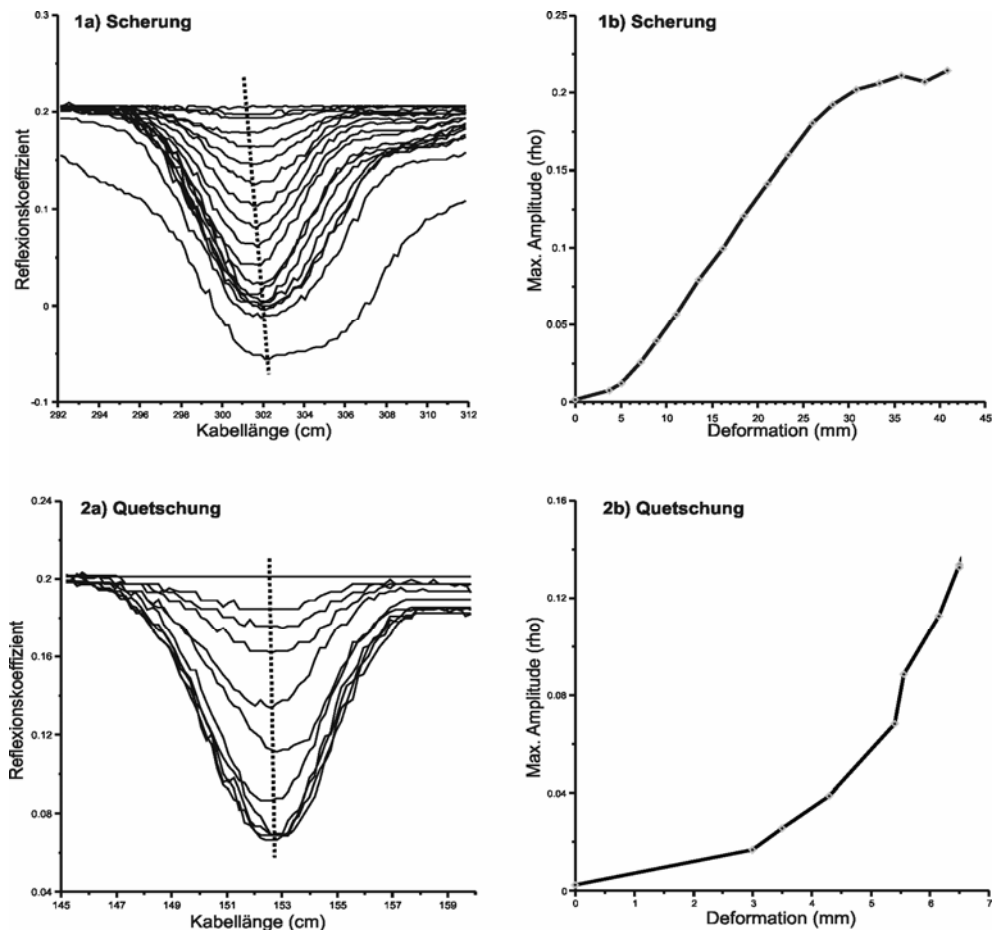 1a) Scherung
0.3
0.2
0.1
0
-0.1
Reflexionskoeffizient
292 294 296 298 300 302 304 306 308 310 312
Kabellänge (cm)
1b) Scherung
0.25
0.2
0.15
0.1
0.05
0
Max. Amplitude (rho)
0 5 10 15 20 25 30 35 40 45
Deformation (mm)
2a) Quetschung
0.24
0.2
0.16
0.12
0.08
0.04
Reflexionskoeffizient
145 147 149 151 153 155 157 159
Kabellänge (cm)
2b) Quetschung
0.16
0.12
0.08
0.04
0
Max. Amplitude (rho)
0 1 2 3 4 5 6 7
Deformation (mm)